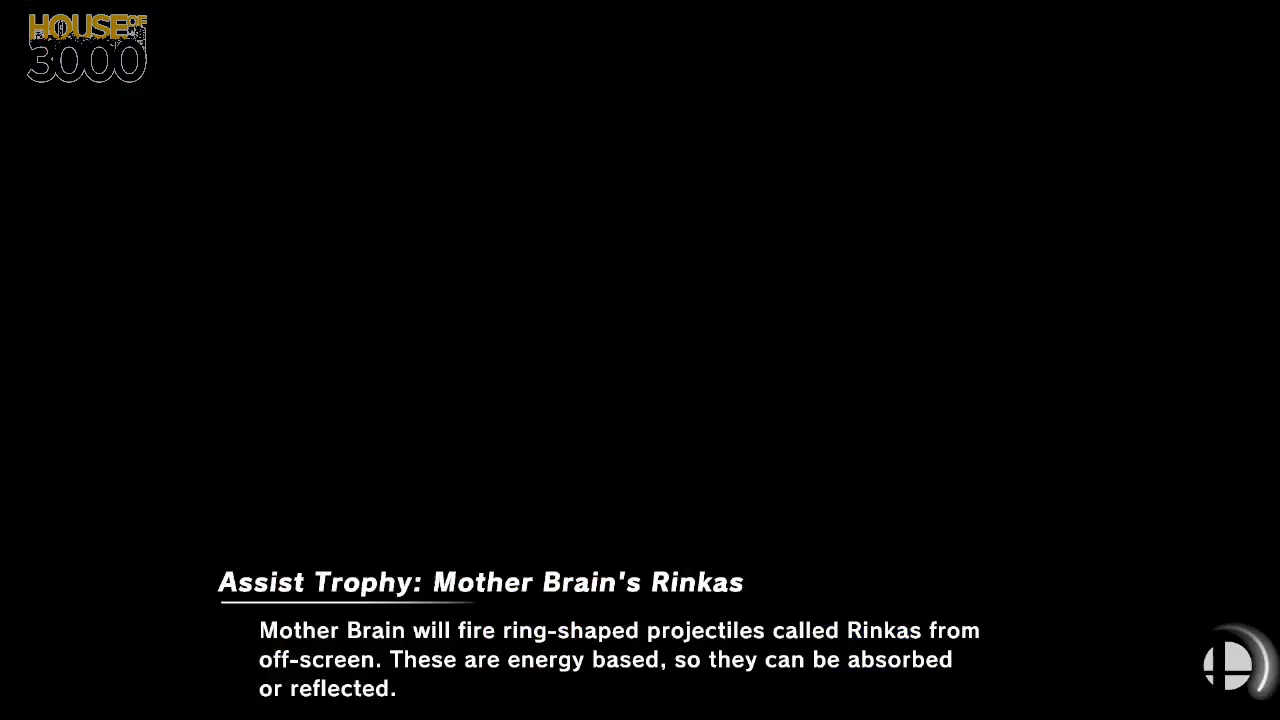 HOUSE OF
3000
Assist Trophy: Mother Brain's Rinkas
Mother Brain will fire ring-shaped projectiles called Rinkas from
off-screen. These are energy based, so they can be absorbed
or reflected.